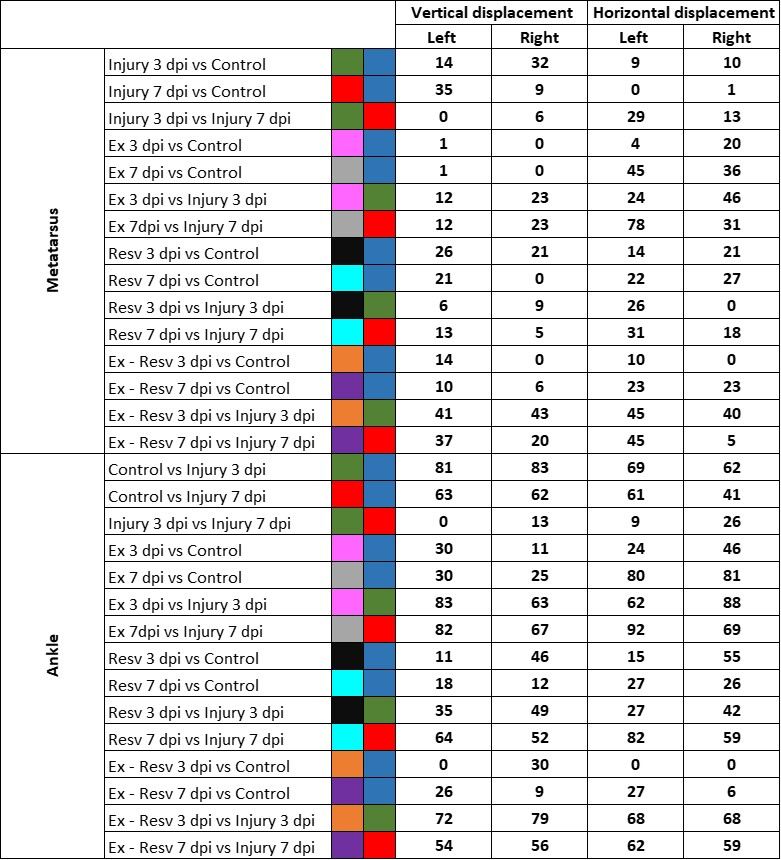 Vertical displacement Horizontal displacement
Left Right Left Right
Metatarsus
Injury 3 dpi vs Control 14 32 9 10
Injury 7 dpi vs Control 35 9 0 1
Injury 3 dpi vs Injury 7 dpi 0 6 29 13
Ex 3 dpi vs Control 1 0 4 20
Ex 7 dpi vs Control 1 0 45 36
Ex 3 dpi vs Injury 3 dpi 12 23 24 46
Ex 7dpi vs Injury 7 dpi 12 23 78 31
Resv 3 dpi vs Control 26 21 14 21
Resv 7 dpi vs Control 21 0 22 27
Resv 3 dpi vs Injury 3 dpi 6 9 26 0
Resv 7 dpi vs Injury 7 dpi 13 5 31 18
Ex - Resv 3 dpi vs Control 14 0 10 0
Ex - Resv 7 dpi vs Control 10 6 23 23
Ex - Resv 3 dpi vs Injury 3 dpi 41 43 45 40
Ex - Resv 7 dpi vs Injury 7 dpi 37 20 45 5
Ankle
Control vs Injury 3 dpi 81 83 69 62
Control vs Injury 7 dpi 63 62 61 41
Injury 3 dpi vs Injury 7 dpi 0 13 9 26
Ex 3 dpi vs Control 30 11 24 46
Ex 7 dpi vs Control 30 25 80 81
Ex 3 dpi vs Injury 3 dpi 83 63 62 88
Ex 7dpi vs Injury 7 dpi 82 67 92 69
Resv 3 dpi vs Control 11 46 15 55
Resv 7 dpi vs Control 18 12 27 26
Resv 3 dpi vs Injury 3 dpi 35 49 27 42
Resv 7 dpi vs Injury 7 dpi 64 52 82 59
Ex - Resv 3 dpi vs Control 0 30 0 0
Ex - Resv 7 dpi vs Control 26 9 27 6
Ex - Resv 3 dpi vs Injury 3 dpi 72 79 68 68
Ex - Resv 7 dpi vs Injury 7 dpi 54 56 62 59